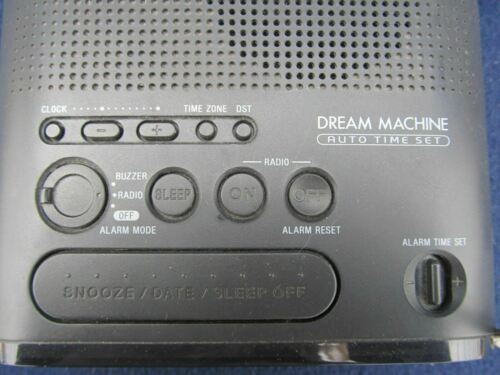 CLOCK TIME ZONE DST
- +
DREAM MACHINE
AUTO TIME SET
BUZZER
RADIO
RADIO
SLEEP ON OFF
OFF
ALARM MODE ALARM RESET
ALARM TIME SET
- +
SNOOZE / DATE / SLEEP OFF